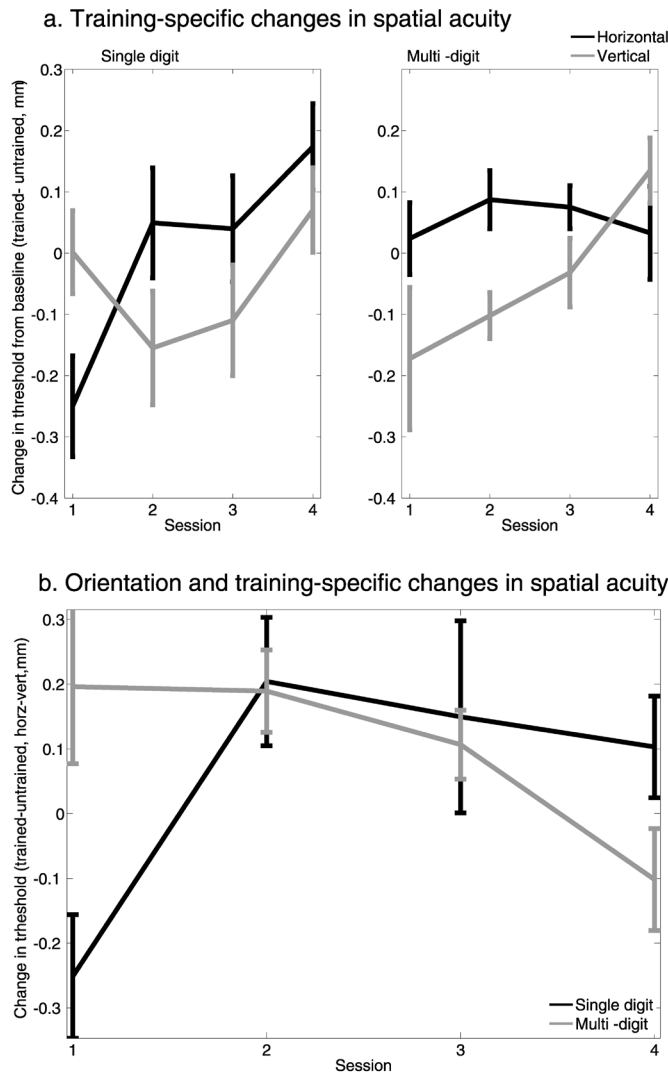 a. Training-specific changes in spatial acuity
Horizontal
Vertical
Single digit
Multi -digit
Change in threshold from baseline (trained- untrained, mm)
0.3
0.2
0.1
0
-0.1
-0.2
-0.3
-0.4
1
2
3
4
Session
0.3
0.2
0.1
0
-0.1
-0.2
-0.3
-0.4
1
2
3
4
Session
b. Orientation and training-specific changes in spatial acuity
Change in trheshold (trained-untrained, horz-vert,mm)
0.3
0.2
0.1
0
-0.1
-0.2
-0.3
1
2
3
4
Session
Single digit
Multi -digit